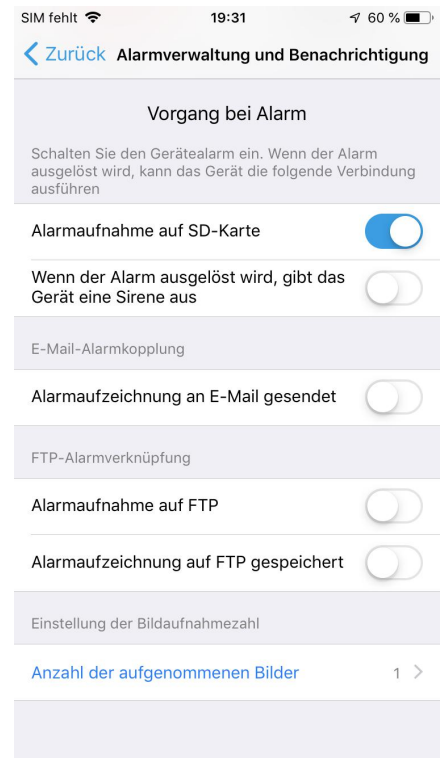 SIM fehlt 19:31 60 %
Zurück Alarmverwaltung und Benachrichtigung
Vorgang bei Alarm
Schalten Sie den Gerätealarm ein. Wenn der Alarm
ausgelöst wird, kann das Gerät die folgende Verbindung
ausführen
Alarmaufnahme auf SD-Karte
Wenn der Alarm ausgelöst wird, gibt das
Gerät eine Sirene aus
E-Mail-Alarmkopplung
Alarmaufzeichnung an E-Mail gesendet
FTP-Alarmverknüpfung
Alarmaufnahme auf FTP
Alarmaufzeichnung auf FTP gespeichert
Einstellung der Bildaufnahmezahl
Anzahl der aufgenommenen Bilder 1